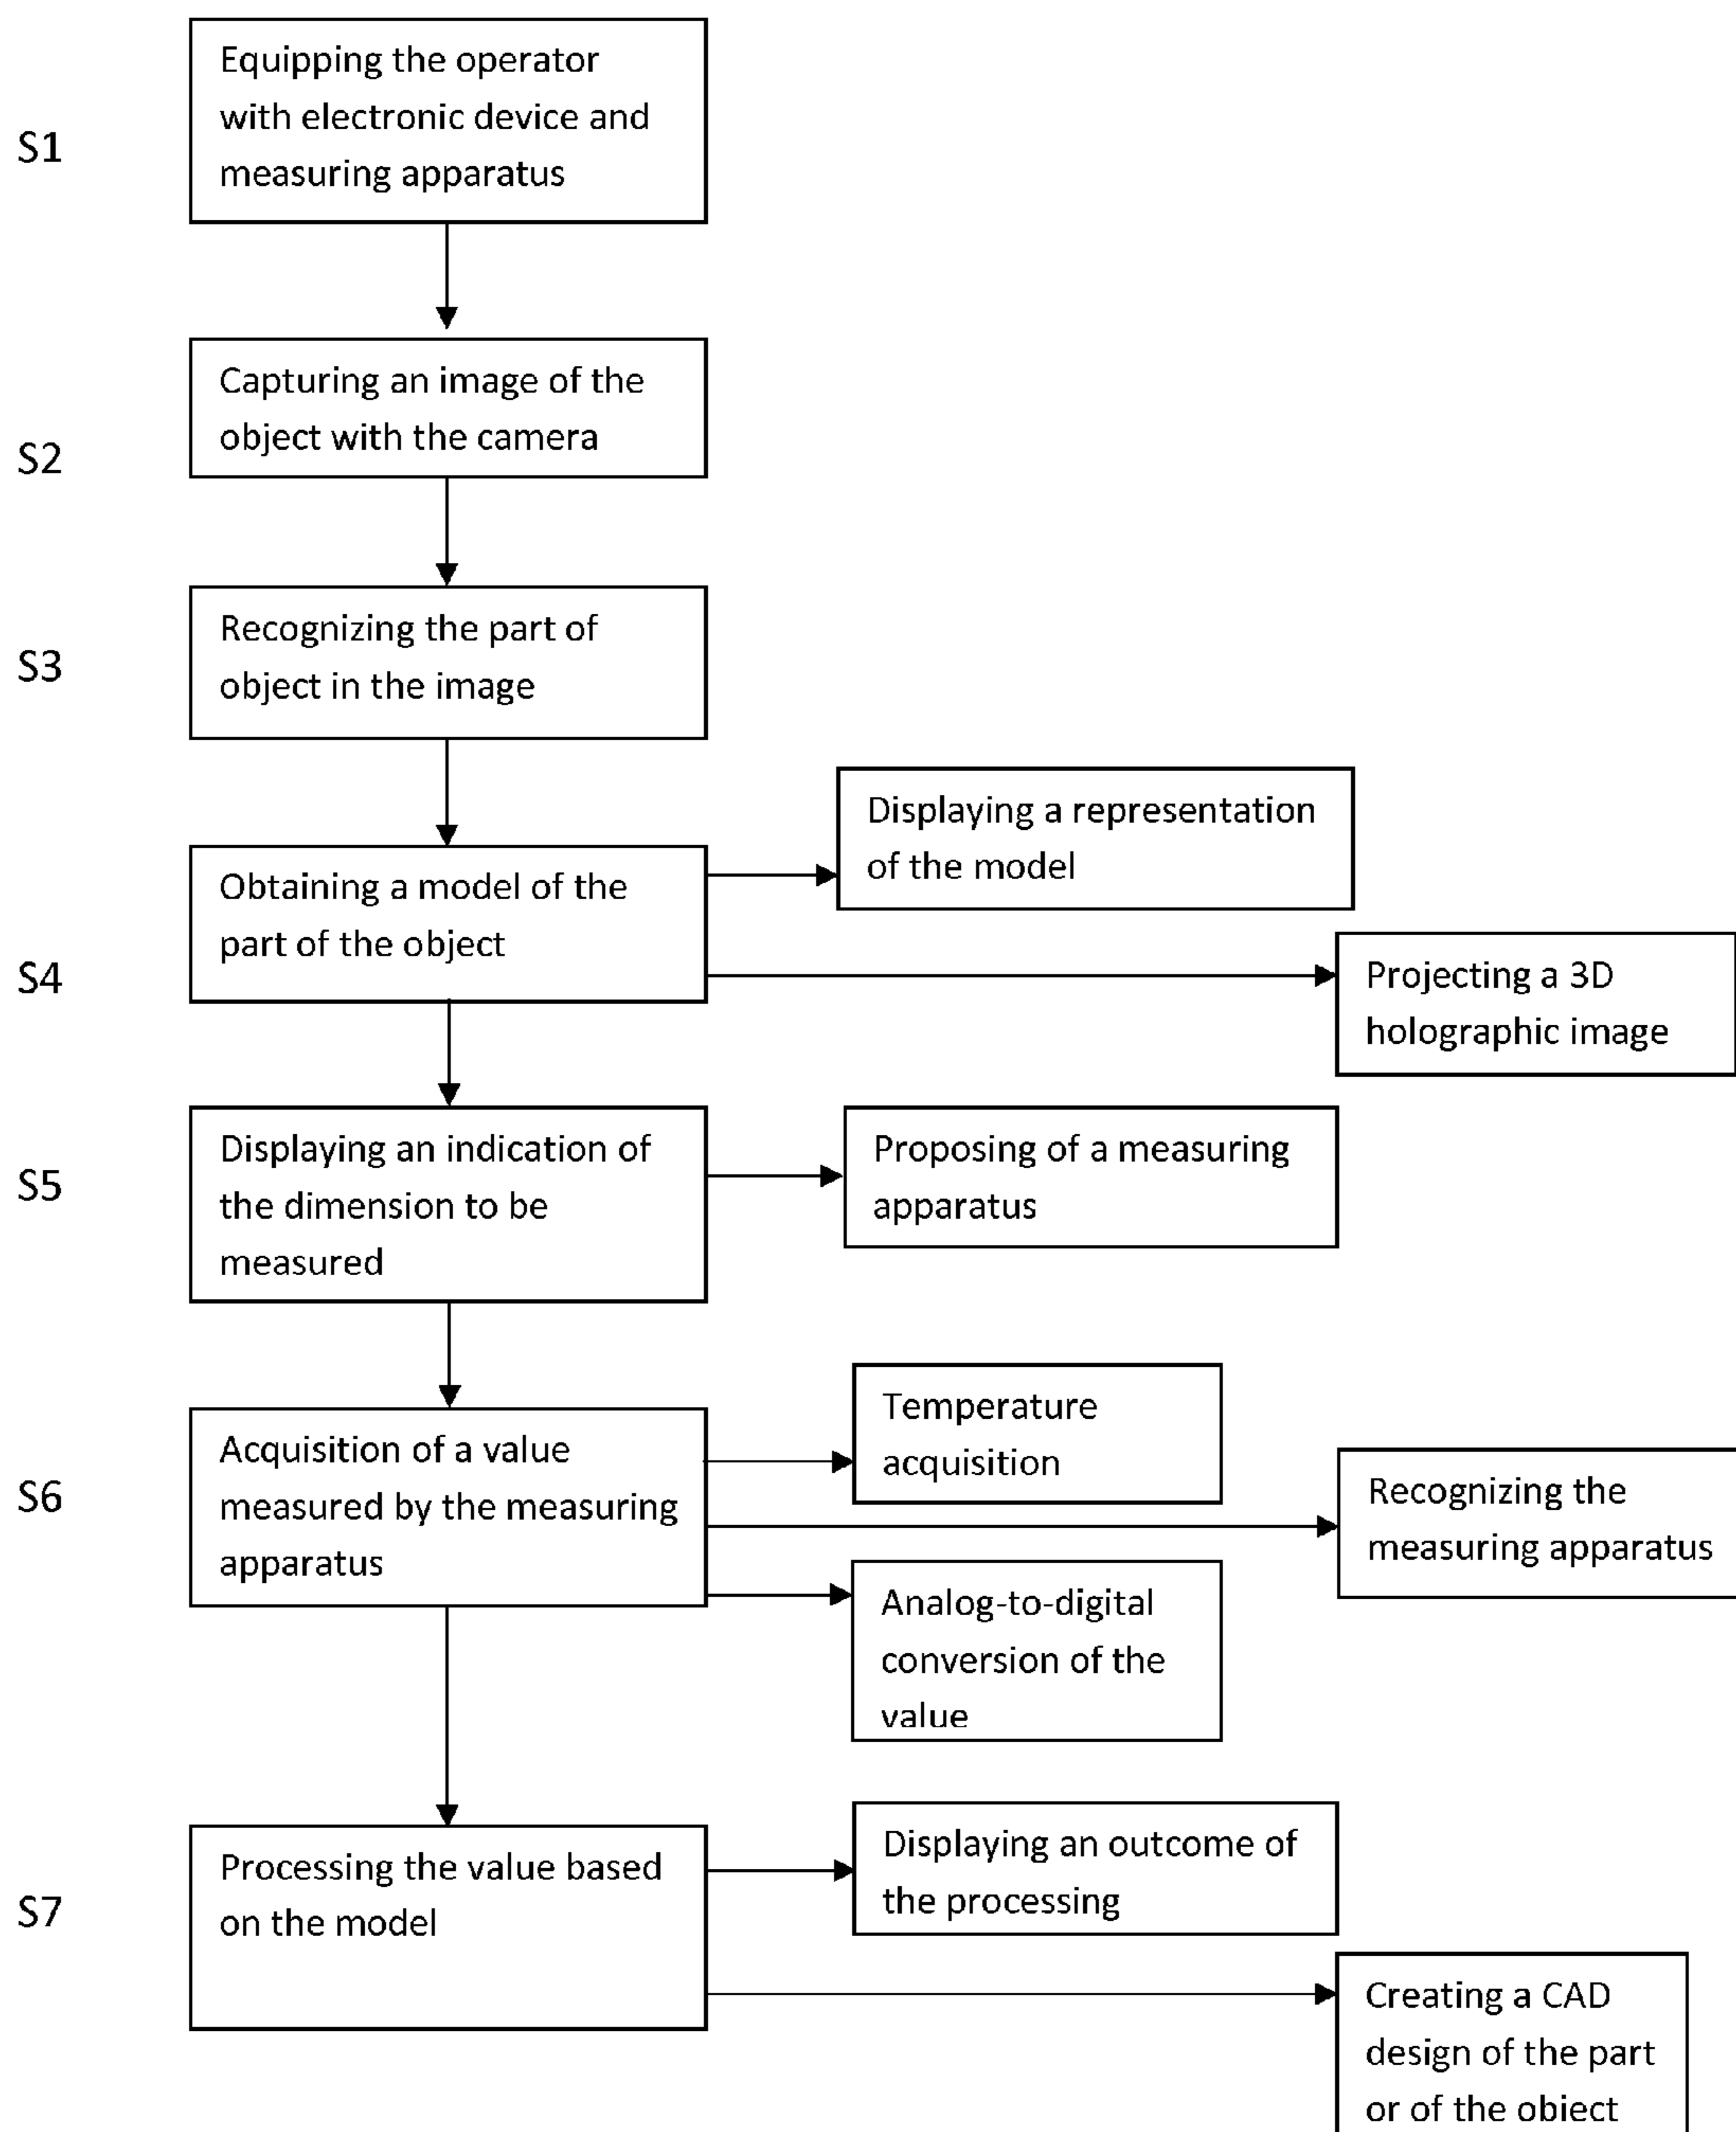 S1
Equipping the operator
with electronic device and
measuring apparatus
S2
Capturing an image of the
object with the camera
S3
Recognizing the part of
object in the image
S4
Obtaining a model of the
part of the object
Displaying a representation
of the model
Projecting a 3D
holographic image
S5
Displaying an indication of
the dimension to be
measured
Proposing of a measuring
apparatus
S6
Acquisition of a value
measured by the measuring
apparatus
Temperature
acquisition
Recognizing the
measuring apparatus
Analog-to-digital
conversion of the
value
S7
Processing the value based
on the model
Displaying an outcome of
the processing
Creating a CAD
design of the part
or of the object